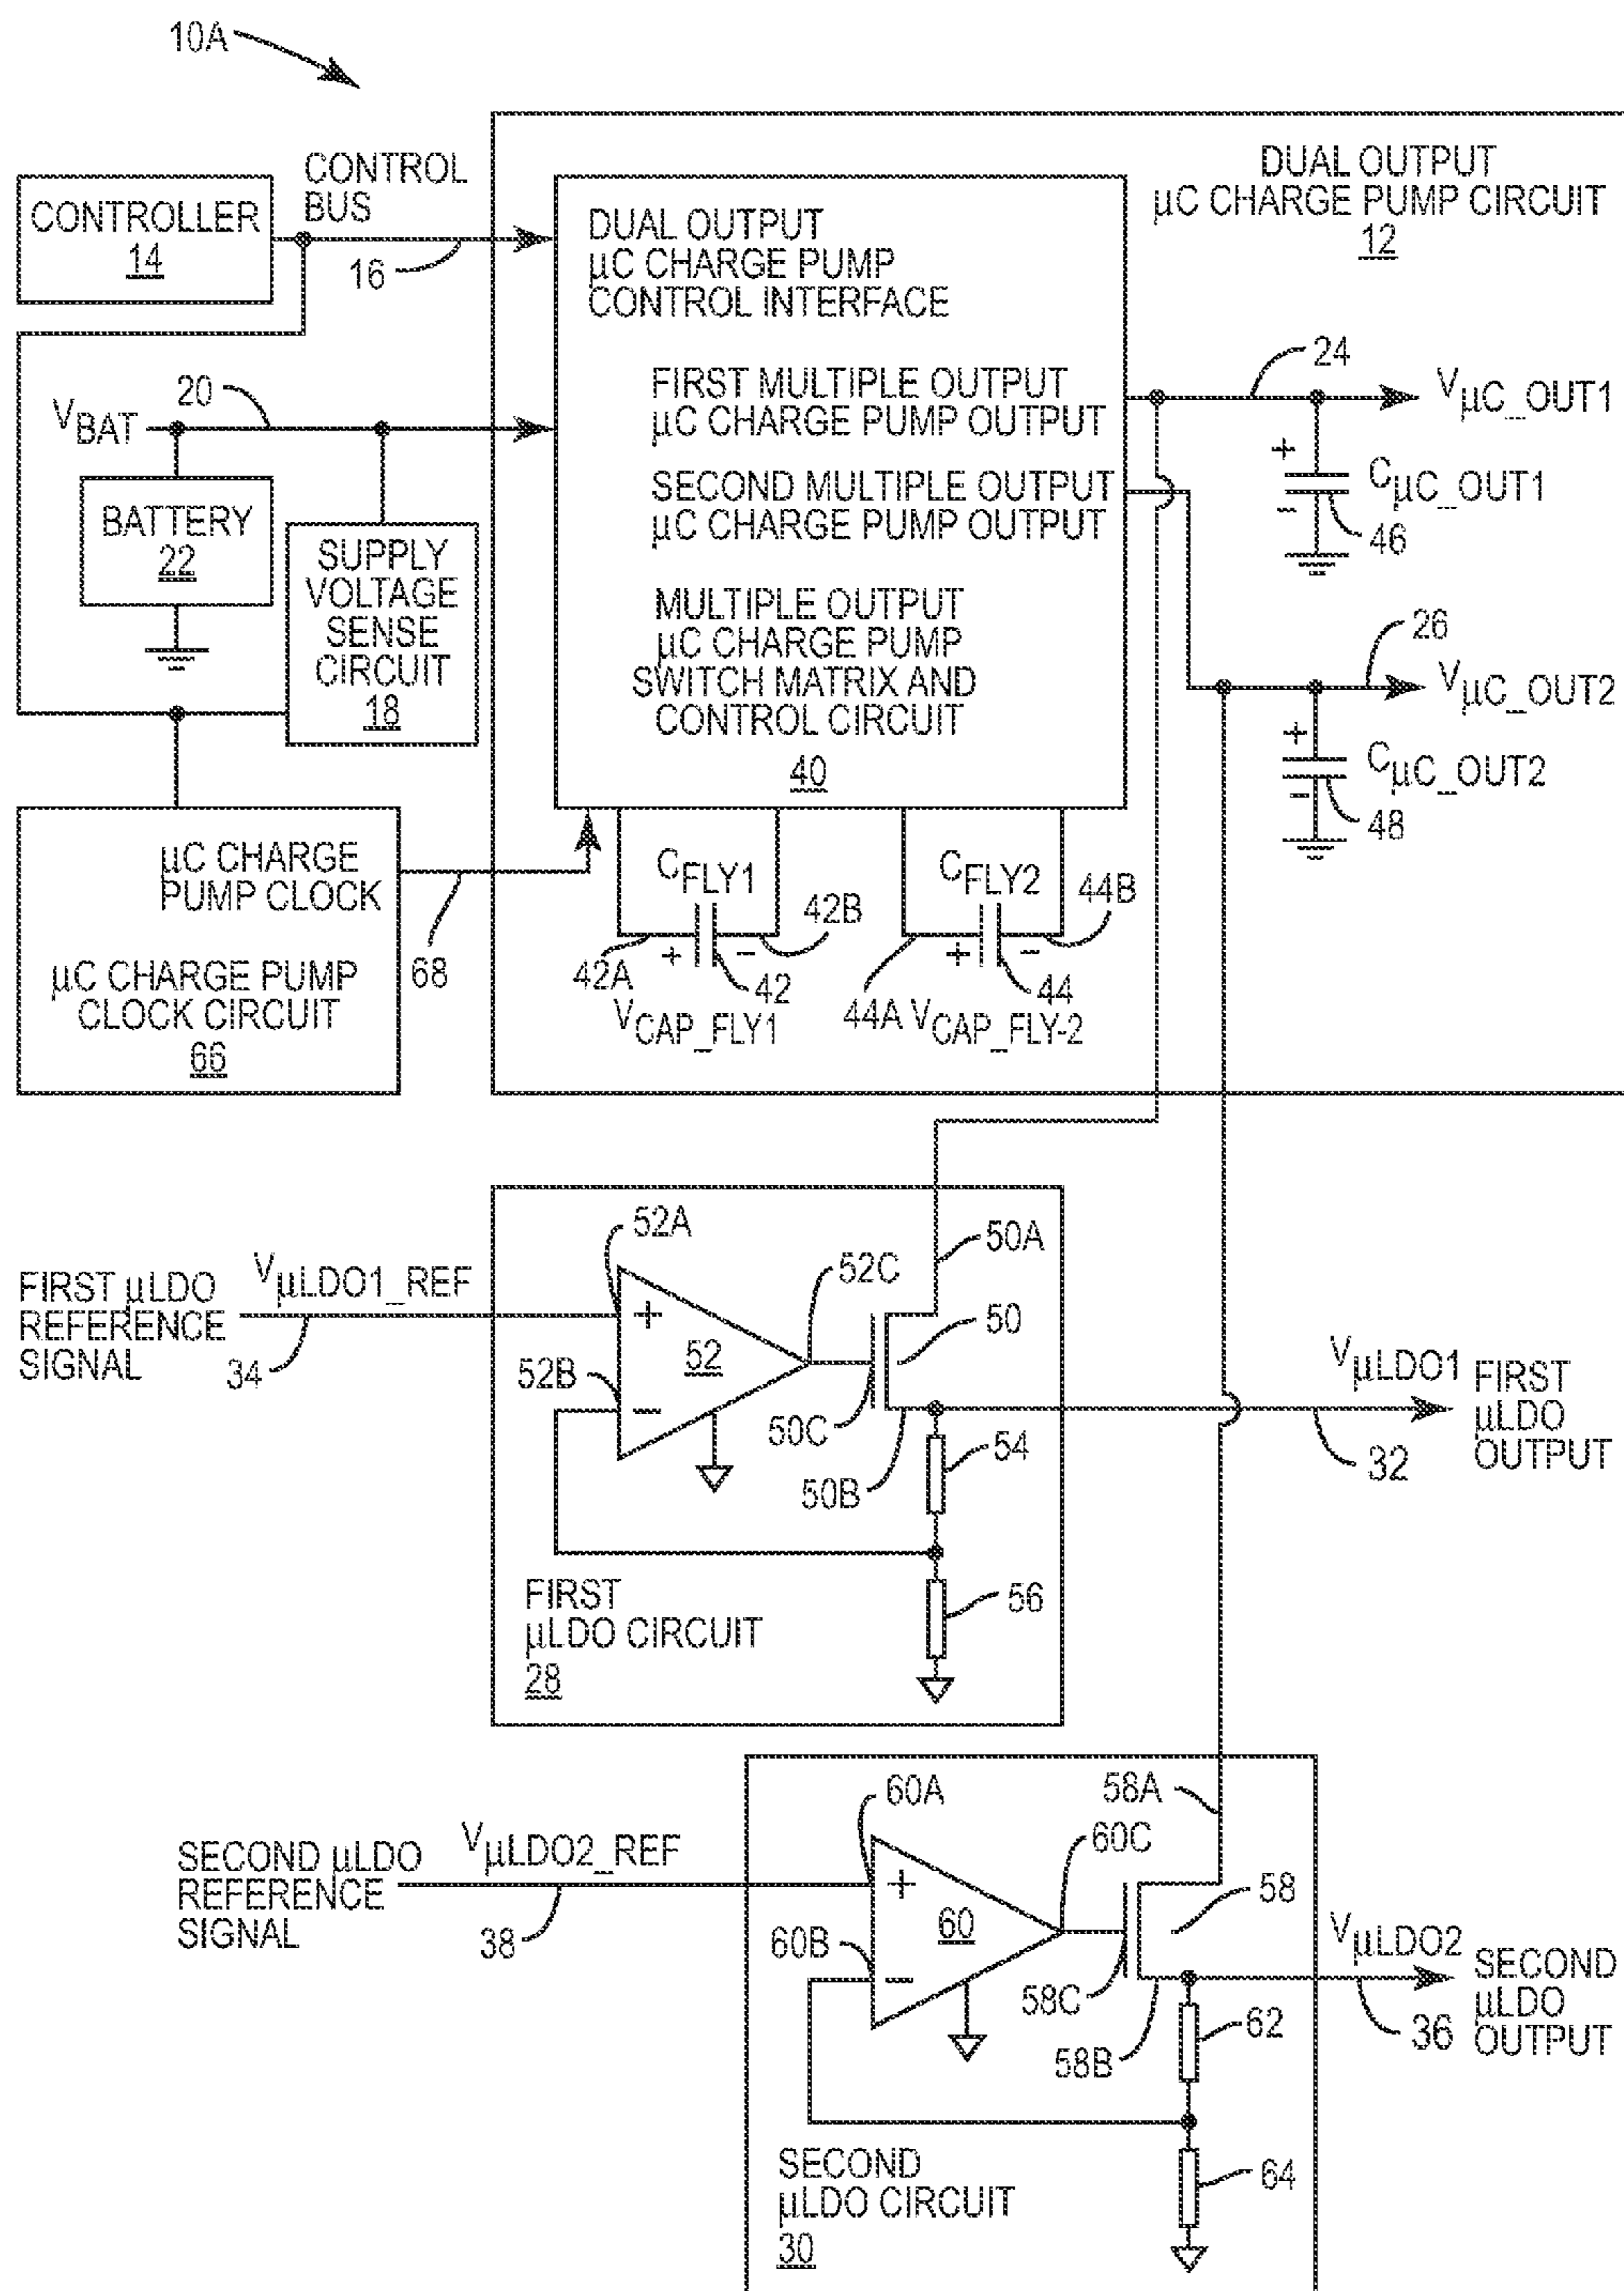 10A
CONTROLLER
14
CONTROL
BUS
16
DUAL OUTPUT
µC CHARGE PUMP CIRCUIT
12
DUAL OUTPUT
µC CHARGE PUMP
CONTROL INTERFACE
FIRST MULTIPLE OUTPUT
µC CHARGE PUMP OUTPUT
SECOND MULTIPLE OUTPUT
µC CHARGE PUMP OUTPUT
MULTIPLE OUTPUT
µC CHARGE PUMP
SWITCH MATRIX AND
CONTROL CIRCUIT
40
VBAT
20
BATTERY
22
SUPPLY
VOLTAGE
SENSE
CIRCUIT
18
24
VµC_OUT1
+
CµC_OUT1
-
46
26
VµC_OUT2
+
CµC_OUT2
-
48
µC CHARGE
PUMP CLOCK
µC CHARGE PUMP
CLOCK CIRCUIT
66
68
CFLY1
42B
42A
+
-
42
VCAP_FLY1
CFLY2
44B
+
-
44
44A
VCAP_FLY-2
FIRST µLDO
REFERENCE
SIGNAL
VµLDO1_REF
34
52A
+
52
52B
-
52C
50A
50
50C
50B
54
56
FIRST
µLDO CIRCUIT
28
VµLDO1
32
FIRST
µLDO
OUTPUT
SECOND µLDO
REFERENCE
SIGNAL
VµLDO2_REF
38
60A
+
60
60B
-
60C
58A
58
58C
58B
62
64
SECOND
µLDO CIRCUIT
30
VµLDO2
36
SECOND
µLDO
OUTPUT